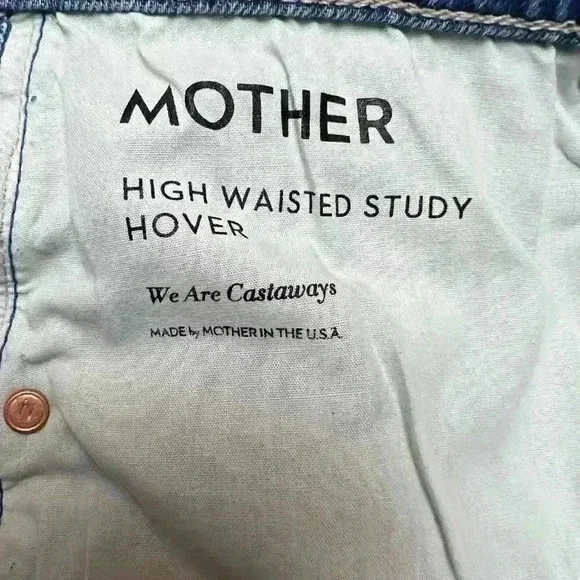 MOTHER
HIGH WAISTED STUDY
HOVER
We Are Castaways
MADE by MOTHER IN THE U.S.A.